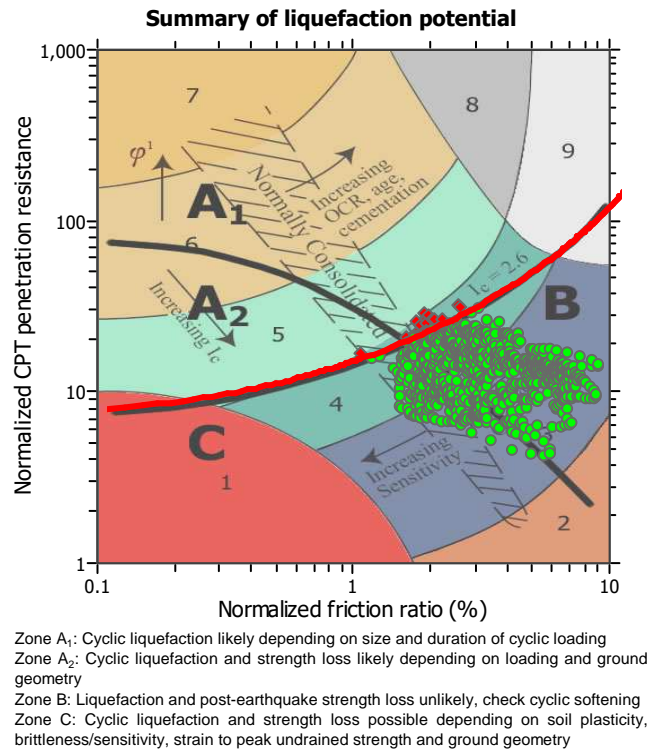 Summary of liquefaction potential
1,000
100
10
1
0.1
1
10
Normalized CPT penetration resistance
Normalized friction ratio (%)
7
8
9
φ1
A1
Increasing
OCR, age,
cementation
Normally Consolidated
6
A2
Increasing Ic
5
Ic = 2.6
B
4
C
1
Increasing
Sensitivity
2
Zone A1: Cyclic liquefaction likely depending on size and duration of cyclic loading
Zone A2: Cyclic liquefaction and strength loss likely depending on loading and ground
geometry
Zone B: Liquefaction and post-earthquake strength loss unlikely, check cyclic softening
Zone C: Cyclic liquefaction and strength loss possible depending on soil plasticity,
brittleness/sensitivity, strain to peak undrained strength and ground geometry